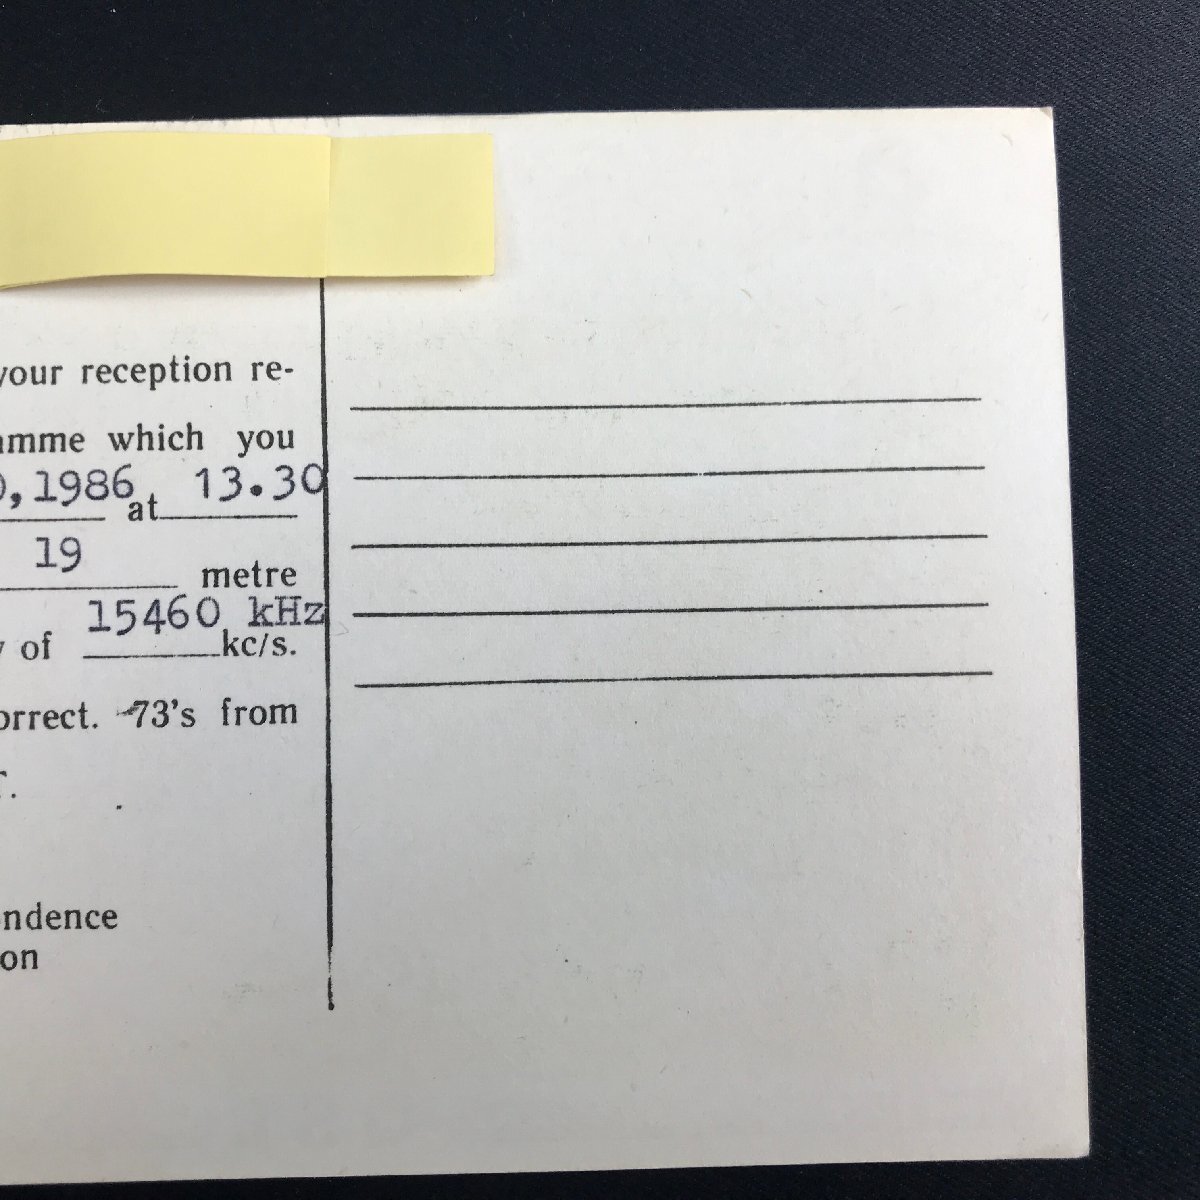 your reception re-
amme which you
0,1986 at 13.30
19 metre
15460 kHz
of kc/s.
orrect. 73's from
r.
ndence
on